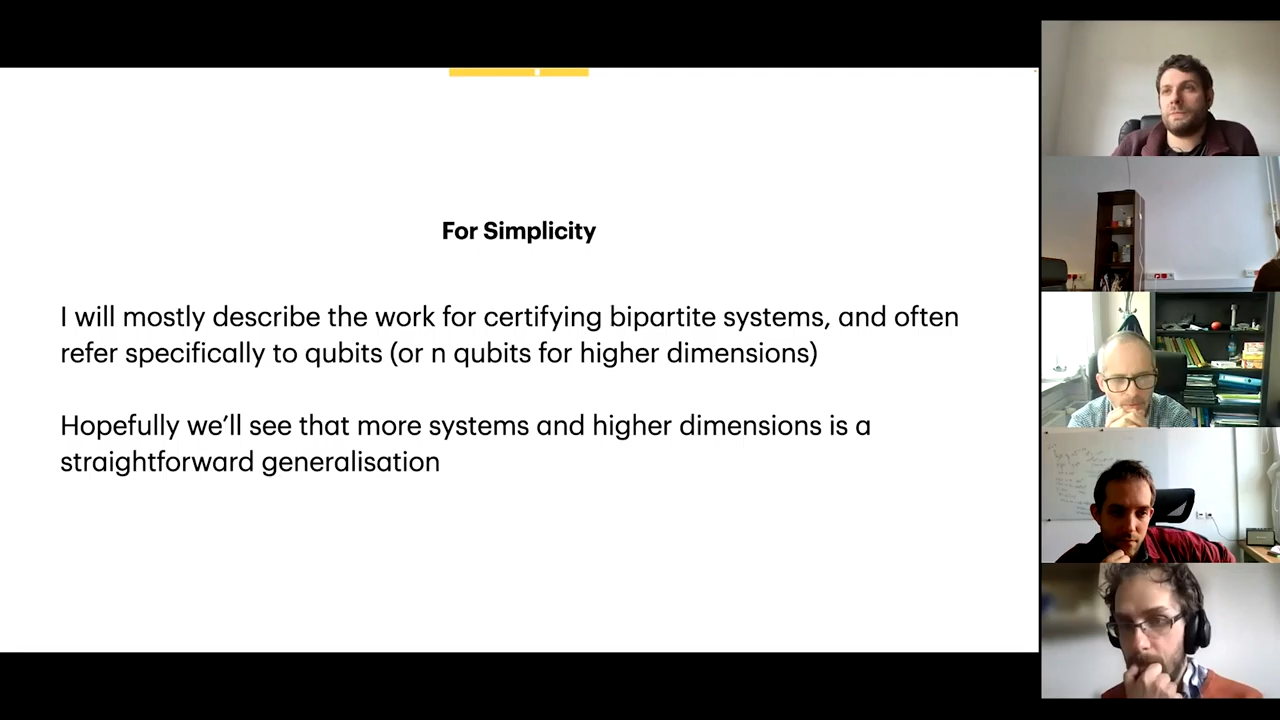 For Simplicity
I will mostly describe the work for certifying bipartite systems, and often
refer specifically to qubits (or n qubits for higher dimensions)
Hopefully we’ll see that more systems and higher dimensions is a
straightforward generalisation